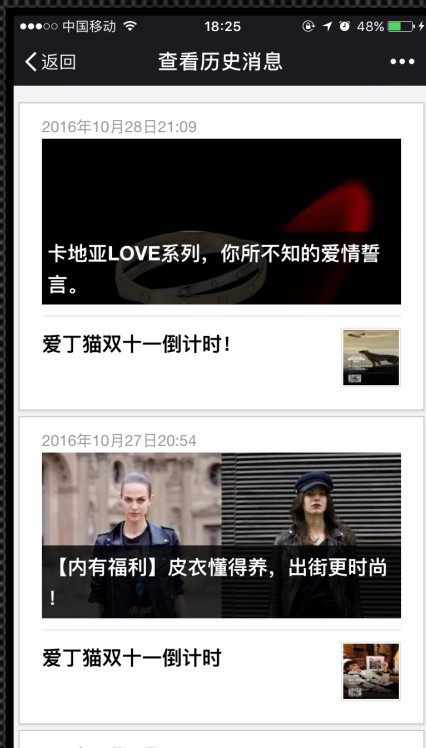 中国移动 18:25 48%
返回 查看历史消息
2016年10月28日21:09
卡地亚LOVE系列，你所不知的爱情誓
言。
爱丁猫双十一倒计时！
2016年10月27日20:54
【内有福利】皮衣懂得养，出街更时尚
！
爱丁猫双十一倒计时